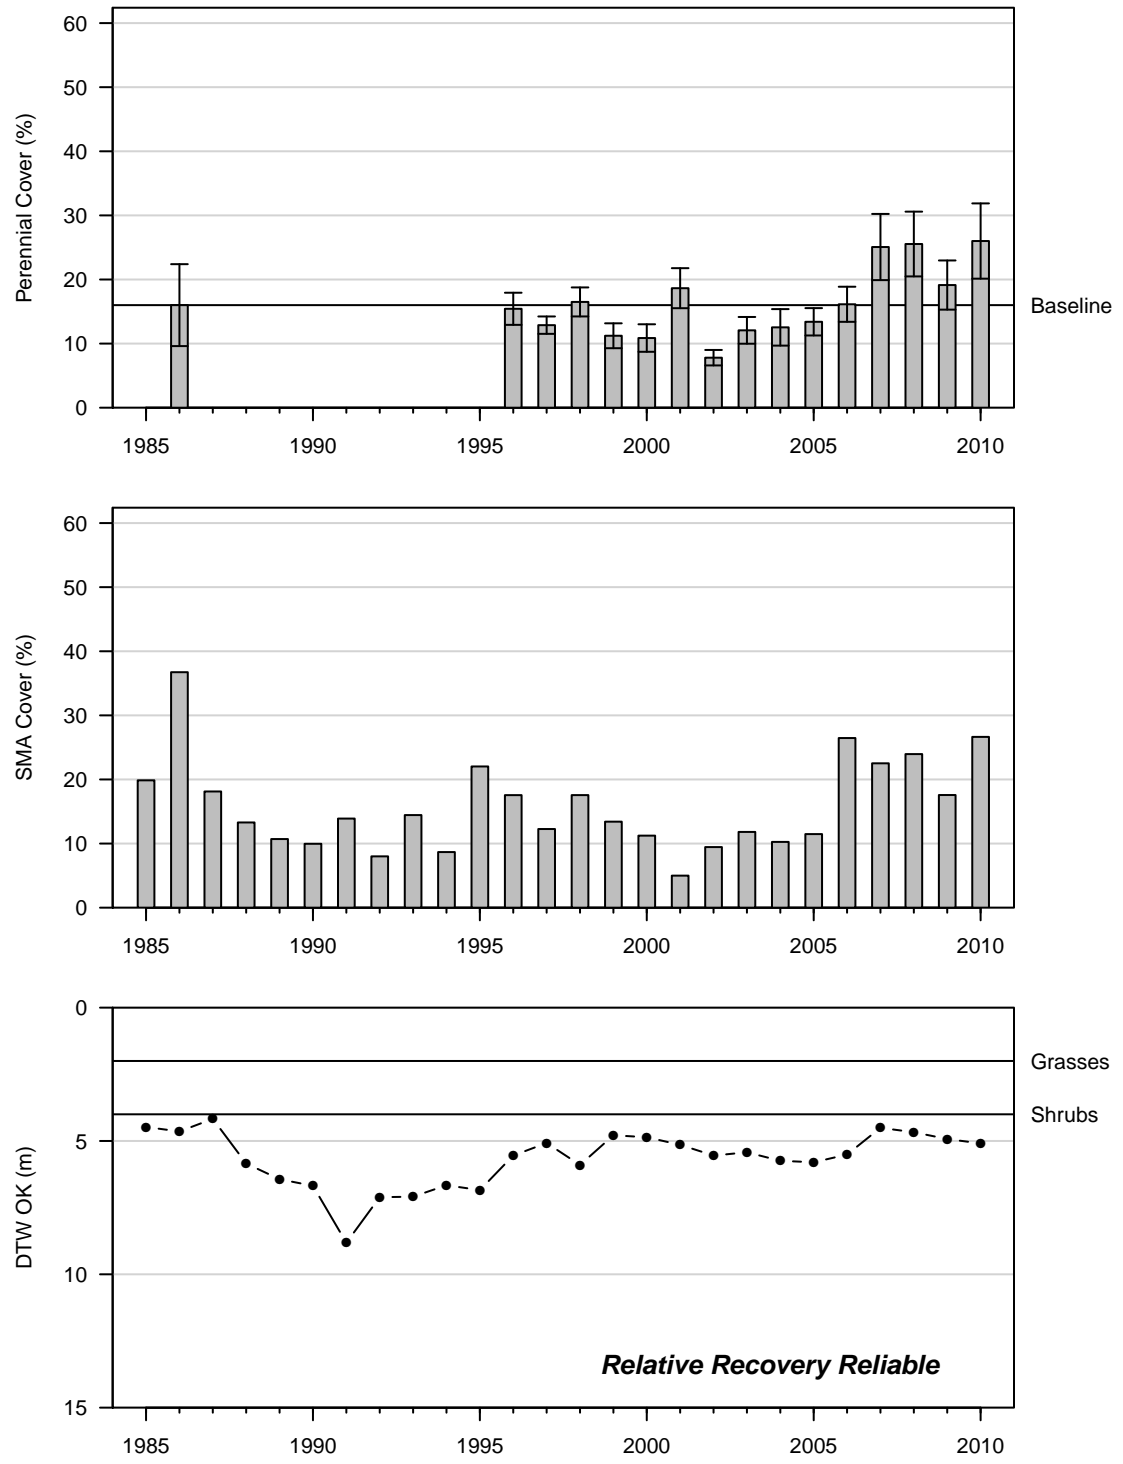 Perennial Cover (%)
60
50
40
30
20
10
0
Baseline
1985 1990 1995 2000 2005 2010
SMA Cover (%)
60
50
40
30
20
10
0
1985 1990 1995 2000 2005 2010
DTW OK (m)
0
5
10
15
Grasses
Shrubs
Relative Recovery Reliable
1985 1990 1995 2000 2005 2010